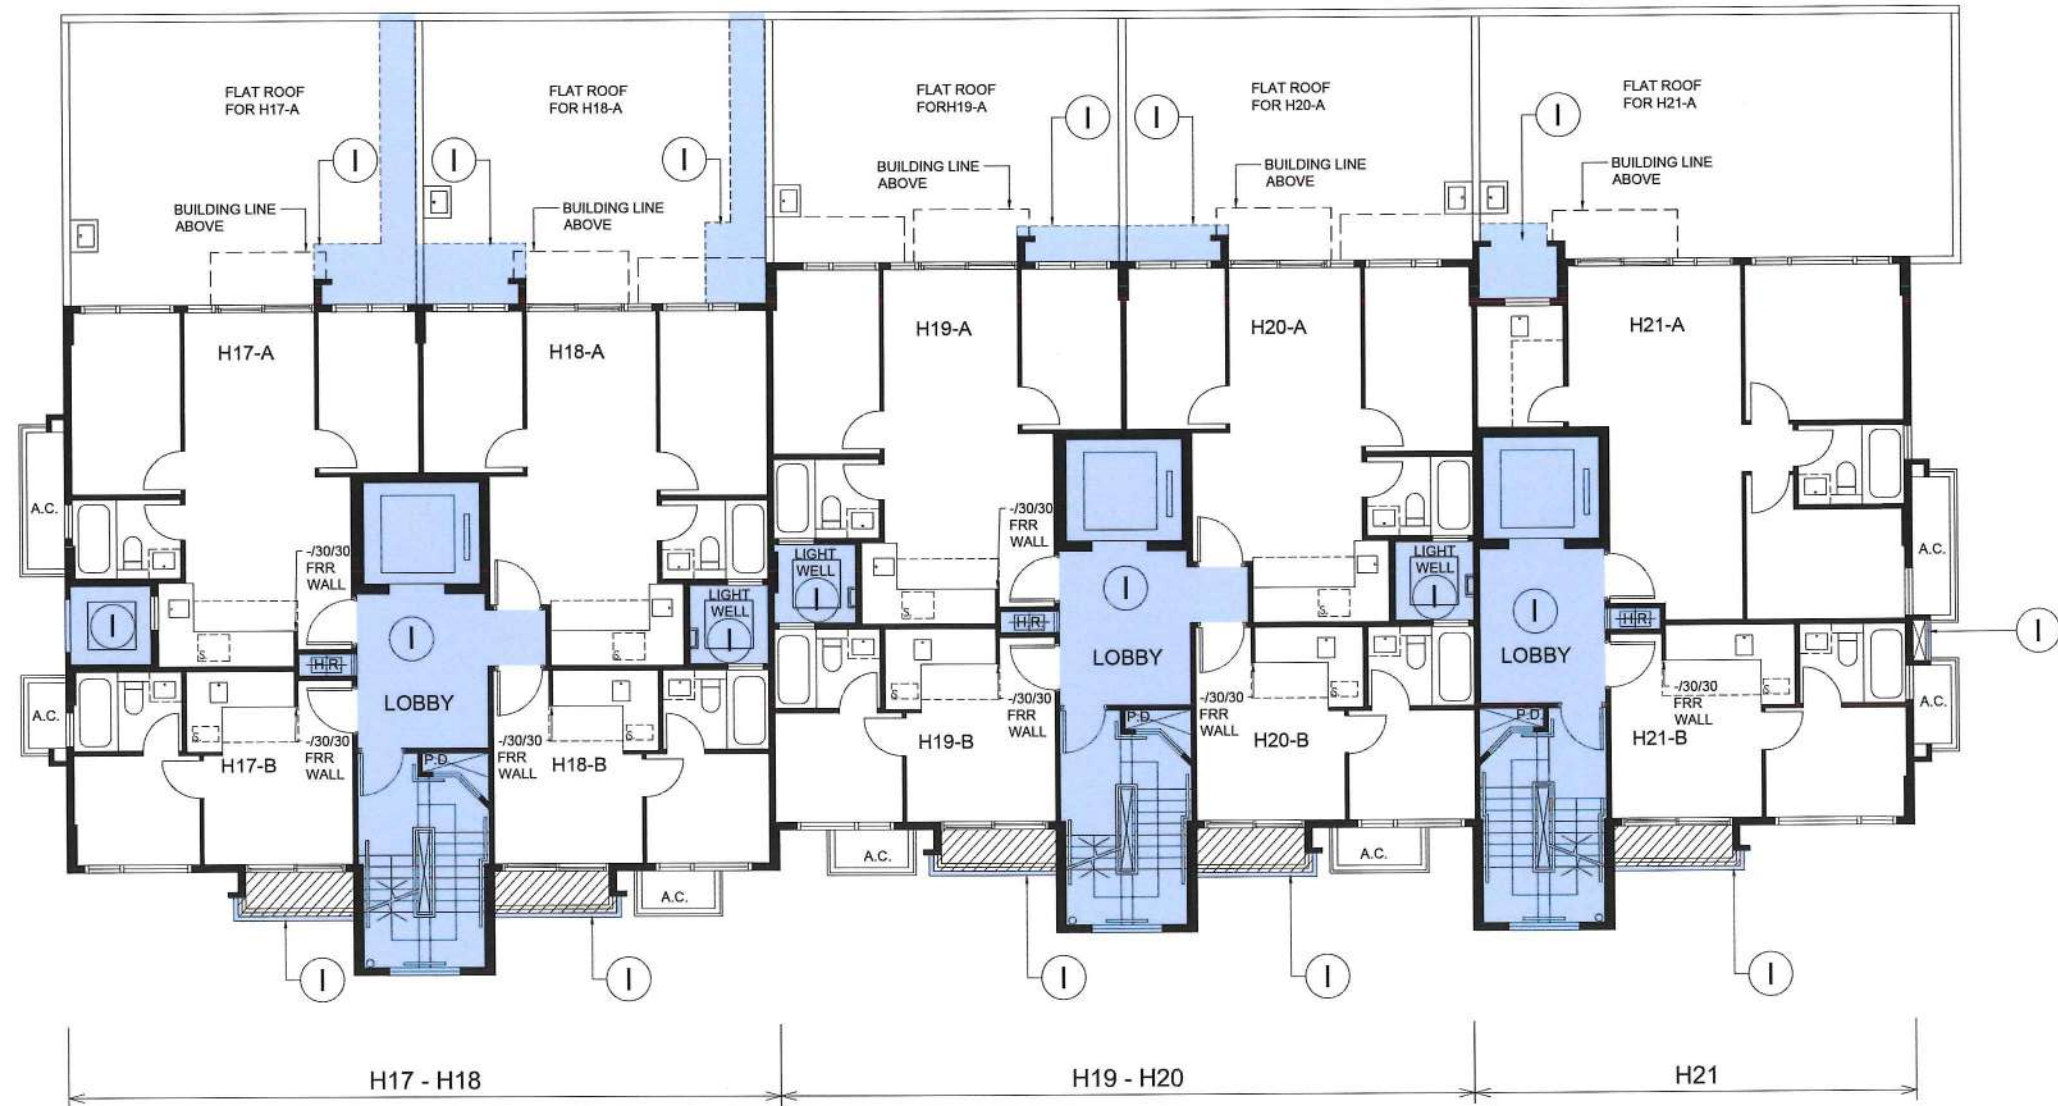 FLAT ROOF
FOR H17-A
FLAT ROOF
FOR H18-A
FLAT ROOF
FORH19-A
FLAT ROOF
FOR H20-A
FLAT ROOF
FOR H21-A
I
I
I
I
I
I
BUILDING LINE
ABOVE
BUILDING LINE
ABOVE
BUILDING LINE
ABOVE
BUILDING LINE
ABOVE
BUILDING LINE
ABOVE
H17-A
H18-A
H19-A
H20-A
H21-A
A.C.
-/30/30
FRR
WALL
-/30/30
FRR
WALL
A.C.
LIGHT
WELL
I
LIGHT
WELL
I
LIGHT
WELL
I
I
I
I
I
I
S
S
S
S
H R
H R
H R
LOBBY
LOBBY
LOBBY
A.C.
A.C.
S
S
S
S
S
-/30/30
FRR
WALL
-/30/30
FRR
WALL
-/30/30
FRR
WALL
-/30/30
FRR
WALL
-/30/30
FRR
WALL
P.D.
P.D.
P.D.
H17-B
H18-B
H19-B
H20-B
H21-B
A.C.
A.C.
A.C.
I
I
I
I
I
H17 - H18
H19 - H20
H21